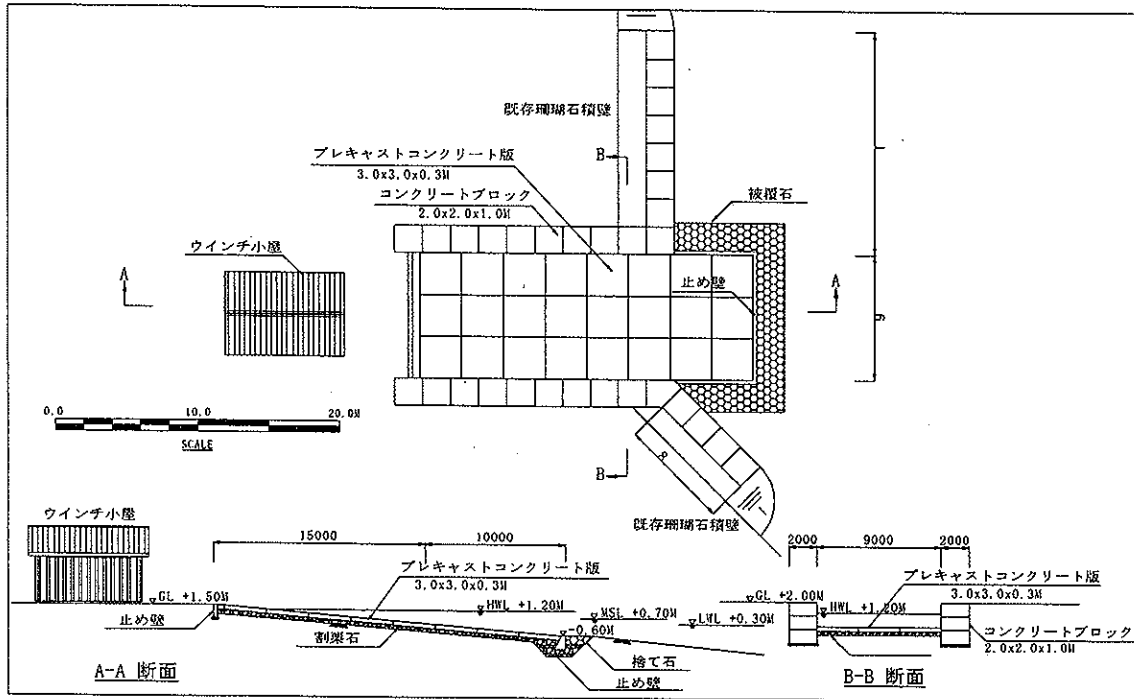 既存珊瑚石積壁
B
プレキャストコンクリート版
3.0x3.0x0.3M
コンクリートブロック
2.0x2.0x1.0M
被覆石
ウインチ小屋
A
止め壁
A
9
0.0 10.0 20.0M
SCALE
B
8
既存珊瑚石積壁
ウインチ小屋
15000 10000
2000 9000 2000
プレキャストコンクリート版
3.0x3.0x0.3M
プレキャストコンクリート版
3.0x3.0x0.3M
GL +1.50M
HWL +1.20M
MSL +0.70M
LWL +0.30M
-0.60M
GL +2.00M
HWL +1.20M
止め壁
割栗石
捨て石
止め壁
コンクリートブロック
2.0x2.0x1.0M
A-A 断面
B-B 断面